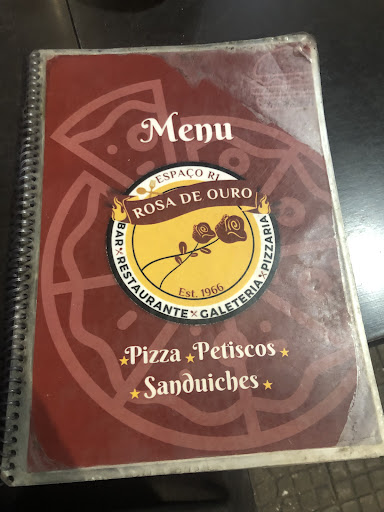 Menu
ESPAÇO RJ
ROSA DE OURO
BAR RESTAURANTE GALETERIA PIZZARIA
Est. 1966
Pizza Petiscos
Sanduiches